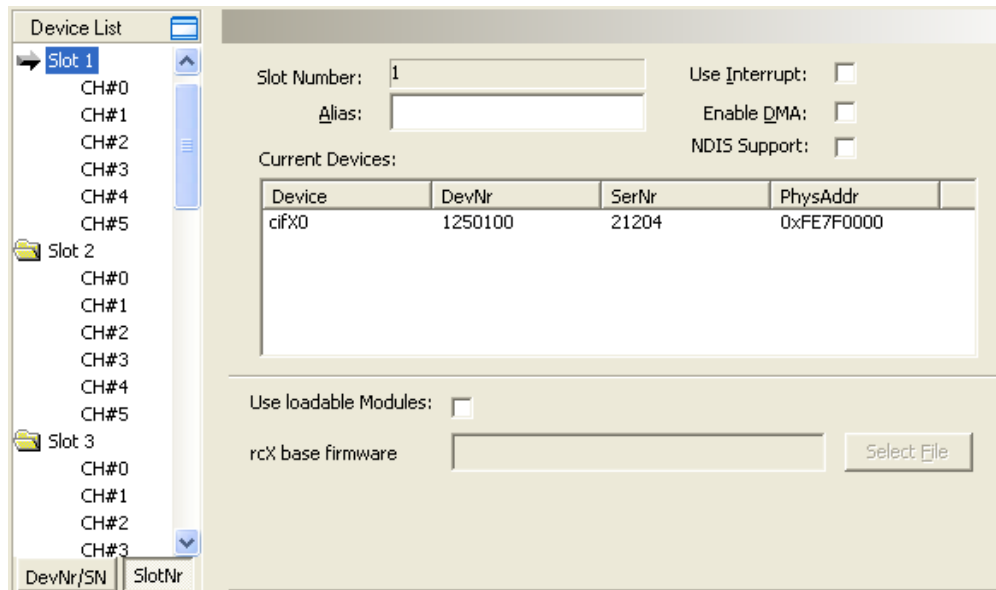 Device List
Slot 1
CH#0
CH#1
CH#2
CH#3
CH#4
CH#5
Slot 2
CH#0
CH#1
CH#2
CH#3
CH#4
CH#5
Slot 3
CH#0
CH#1
CH#2
CH#3
DevNr/SN SlotNr
Slot Number: 1
Use Interrupt:
Alias:
Enable DMA:
NDIS Support:
Current Devices:
Device DevNr SerNr PhysAddr
cifX0 1250100 21204 0xFE7F0000
Use loadable Modules:
rcX base firmware
Select File